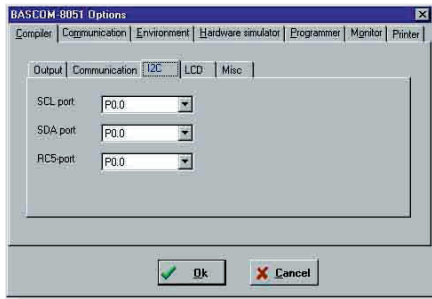 BASCOM-8051 Options
Compiler Communication Environment Hardware simulator Programmer Monitor Printer
Output Communication I2C LCD Misc
SCL port P0.0
SDA port P0.0
RC5-port P0.0
Ok Cancel